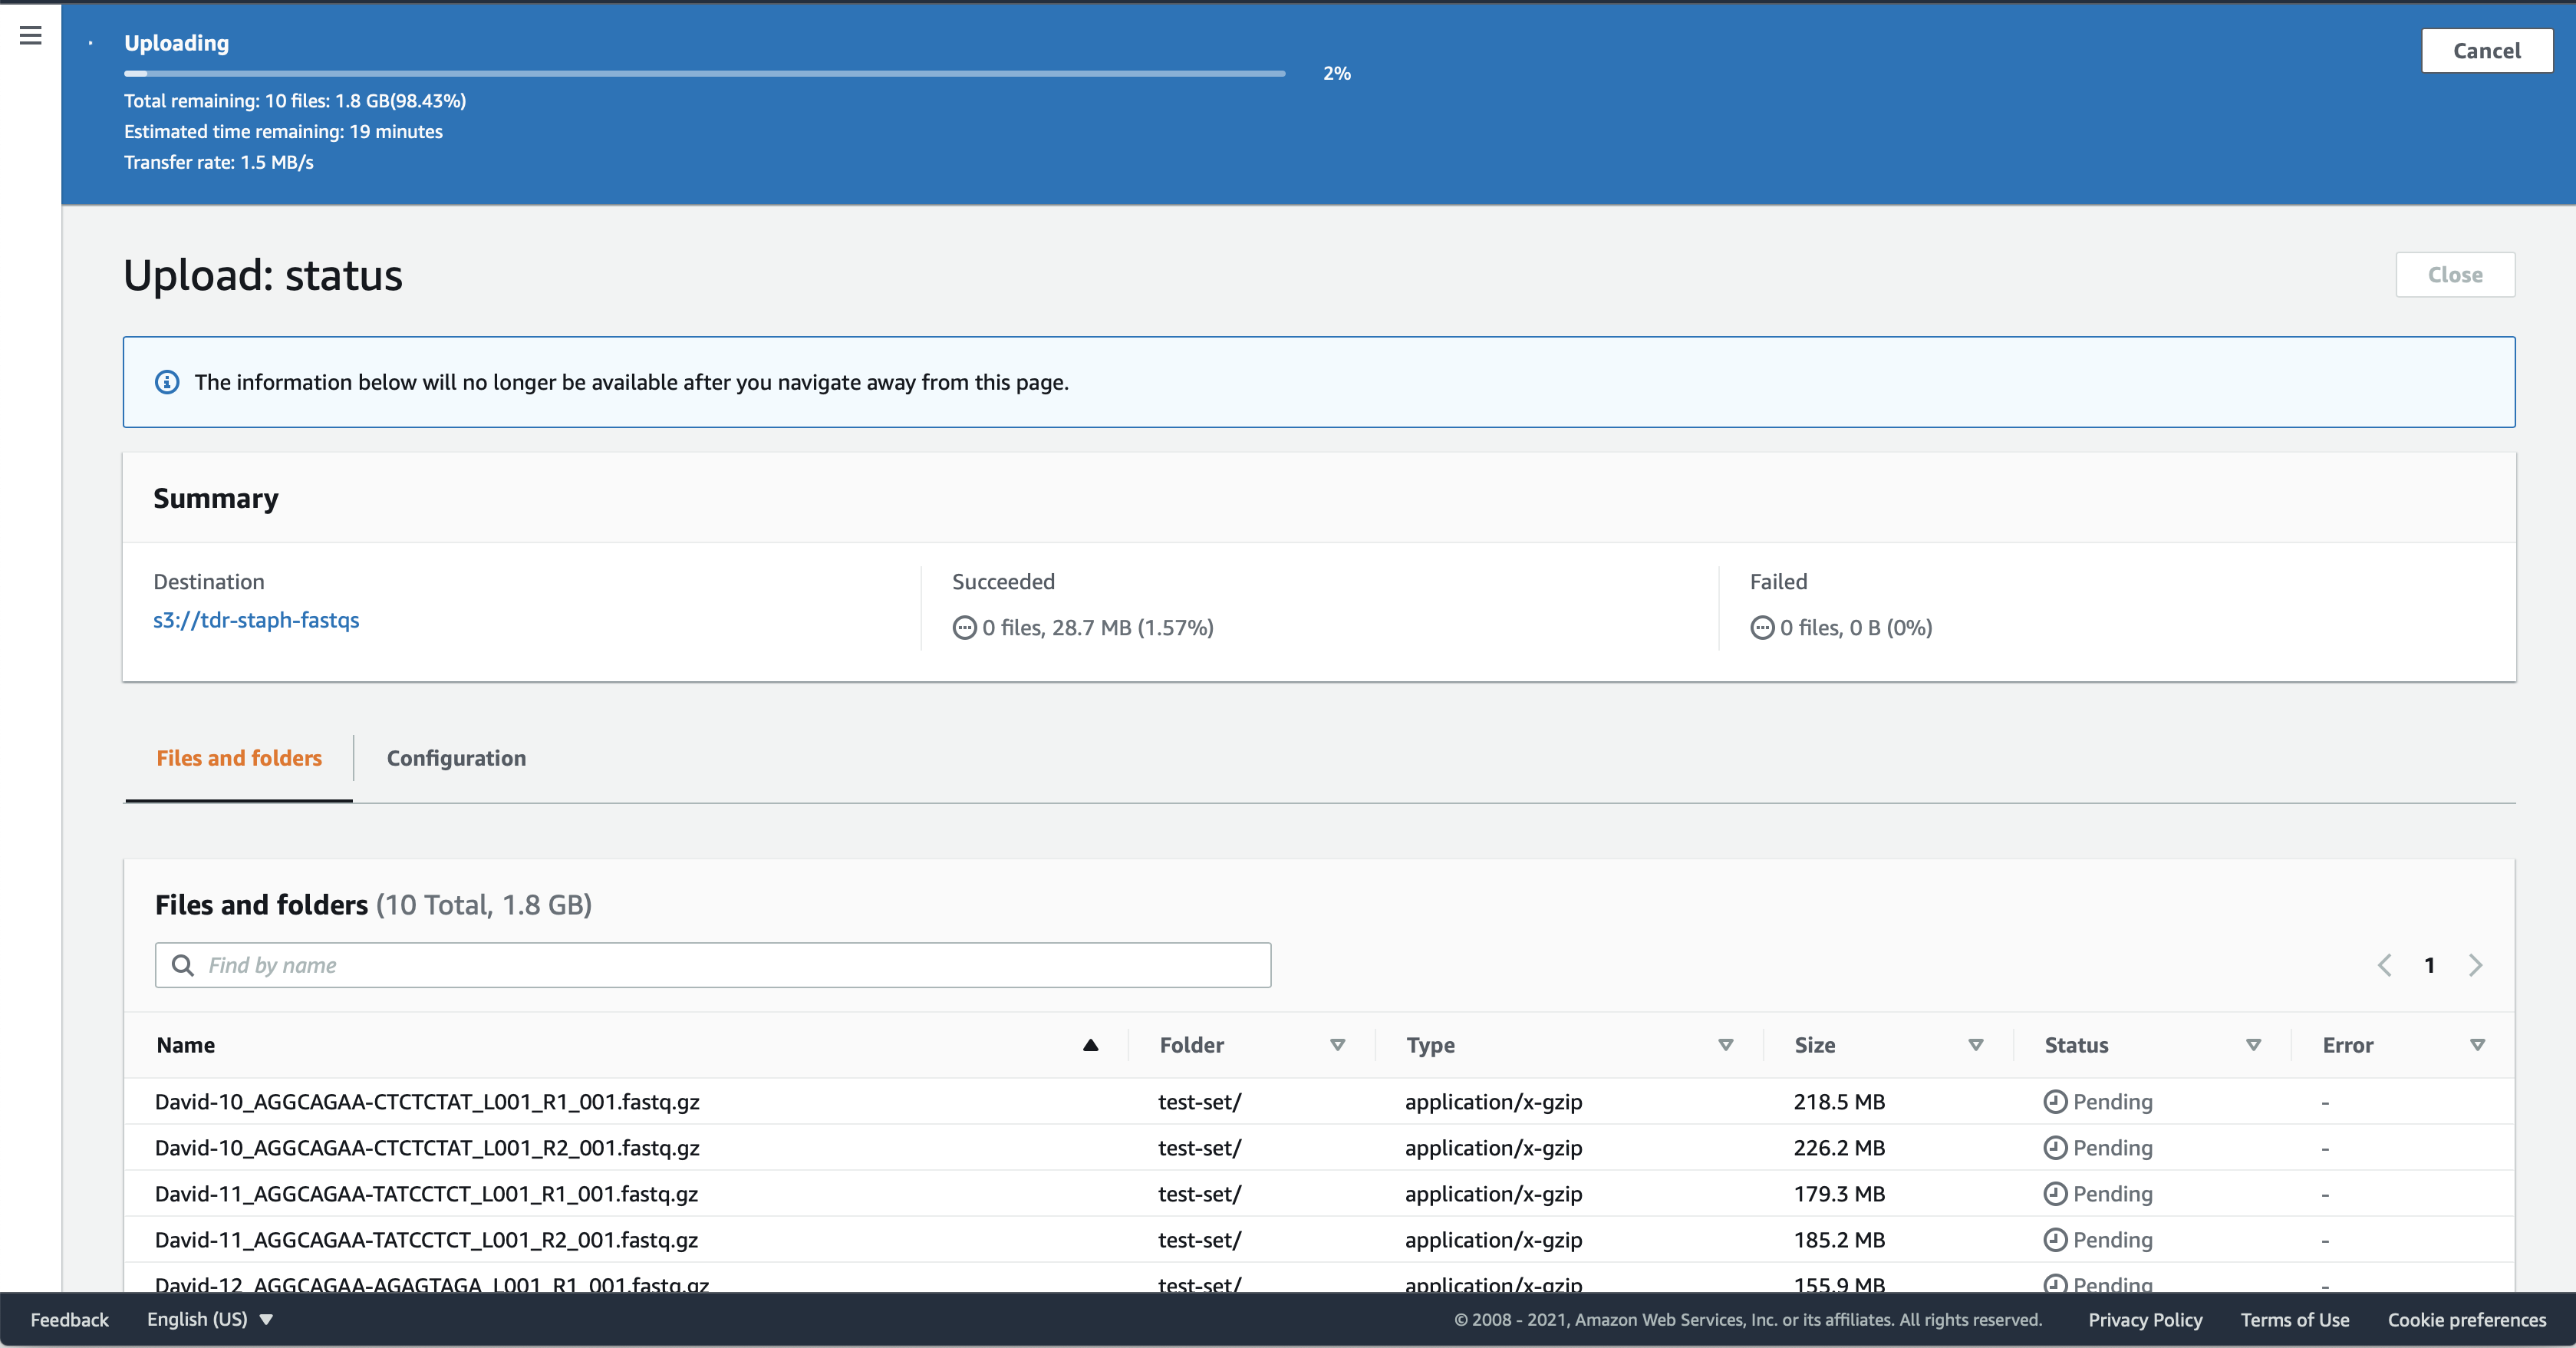 Uploading
Cancel
2%
Total remaining: 10 files: 1.8 GB(98.43%)
Estimated time remaining: 19 minutes
Transfer rate: 1.5 MB/s
Upload: status
Close
The information below will no longer be available after you navigate away from this page.
Summary
Destination Succeeded Failed
s3://tdr-staph-fastqs 0 files, 28.7 MB (1.57%) 0 files, 0 B (0%)
Files and folders Configuration
Files and folders (10 Total, 1.8 GB)
Find by name 1
Name Folder Type Size Status Error
David-10_AGGCAGAA-CTCTCTAT_L001_R1_001.fastq.gz test-set/ application/x-gzip 218.5 MB Pending -
David-10_AGGCAGAA-CTCTCTAT_L001_R2_001.fastq.gz test-set/ application/x-gzip 226.2 MB Pending -
David-11_AGGCAGAA-TATCCTCT_L001_R1_001.fastq.gz test-set/ application/x-gzip 179.3 MB Pending -
David-11_AGGCAGAA-TATCCTCT_L001_R2_001.fastq.gz test-set/ application/x-gzip 185.2 MB Pending -
David-12_AGGCAGAA-AGAGTAGA_L001_R1_001.fastq.gz test-set/ application/x-gzip 155.9 MB Pending -
Feedback English (US) © 2008 - 2021, Amazon Web Services, Inc. or its affiliates. All rights reserved. Privacy Policy Terms of Use Cookie preferences